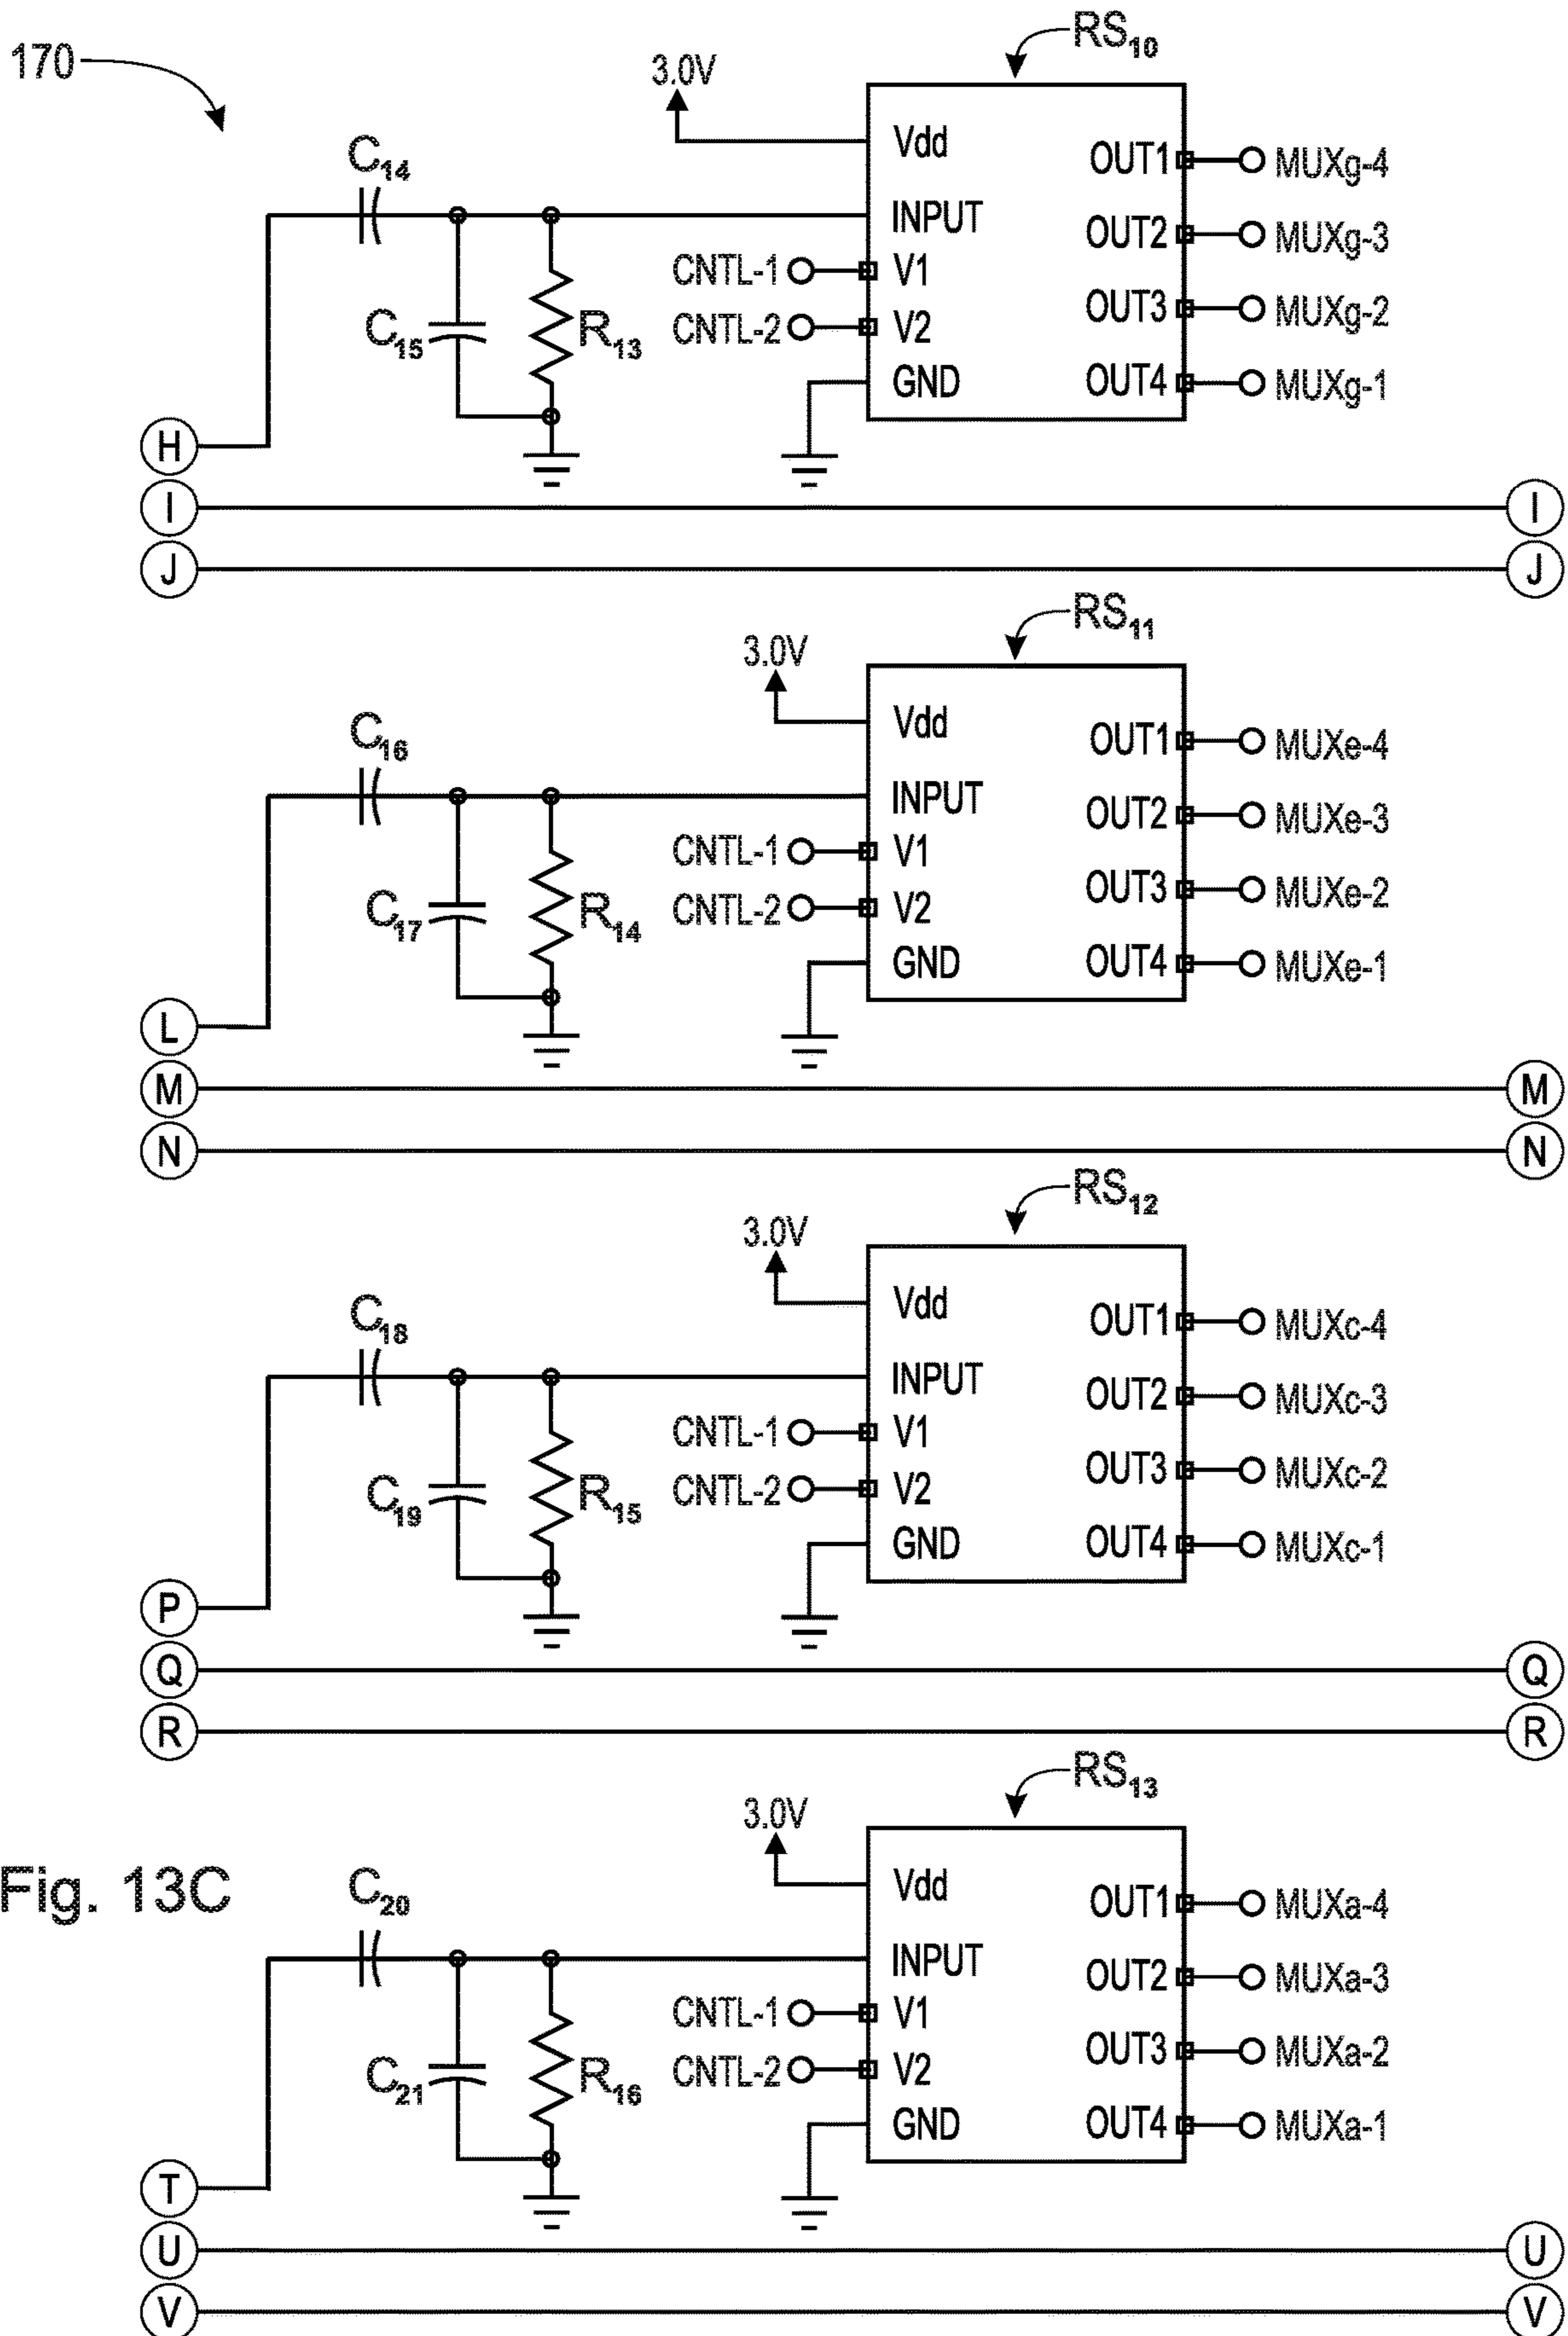 170
RS10
3.0V
C14
Vdd
INPUT
CNTL-1
V1
CNTL-2
V2
GND
C15
R13
OUT1
MUXg-4
OUT2
MUXg-3
OUT3
MUXg-2
OUT4
MUXg-1
H
I
I
J
J
RS11
3.0V
C16
Vdd
INPUT
CNTL-1
V1
CNTL-2
V2
GND
C17
R14
OUT1
MUXe-4
OUT2
MUXe-3
OUT3
MUXe-2
OUT4
MUXe-1
L
M
M
N
N
RS12
3.0V
C18
Vdd
INPUT
CNTL-1
V1
CNTL-2
V2
GND
C19
R15
OUT1
MUXc-4
OUT2
MUXc-3
OUT3
MUXc-2
OUT4
MUXc-1
P
Q
Q
R
R
RS13
3.0V
Fig. 13C
C20
Vdd
INPUT
CNTL-1
V1
CNTL-2
V2
GND
C21
R16
OUT1
MUXa-4
OUT2
MUXa-3
OUT3
MUXa-2
OUT4
MUXa-1
T
U
U
V
V